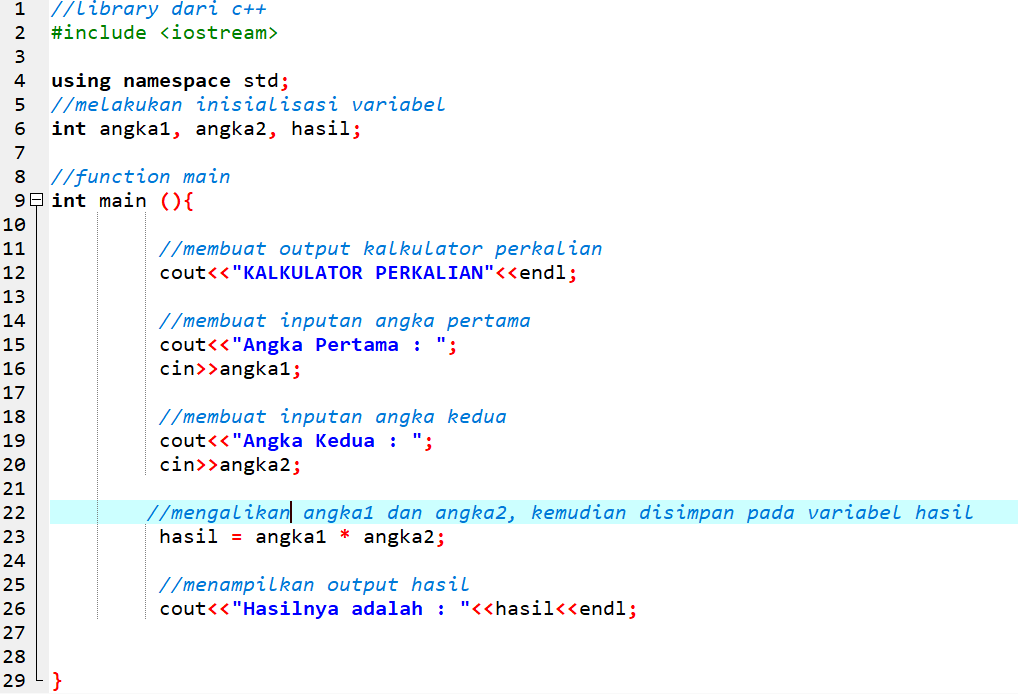 1 //library dari c++
2 #include <iostream>
3
4 using namespace std;
5 //melakukan inisialisasi variabel
6 int angka1, angka2, hasil;
7
8 //function main
9 int main (){
10
11 //membuat output kalkulator perkalian
12 cout<<"KALKULATOR PERKALIAN"<<endl;
13
14 //membuat inputan angka pertama
15 cout<<"Angka Pertama : ";
16 cin>>angka1;
17
18 //membuat inputan angka kedua
19 cout<<"Angka Kedua : ";
20 cin>>angka2;
21
22 //mengalikan angka1 dan angka2, kemudian disimpan pada variabel hasil
23 hasil = angka1 * angka2;
24
25 //menampilkan output hasil
26 cout<<"Hasilnya adalah : "<<hasil<<endl;
27
28
29 }